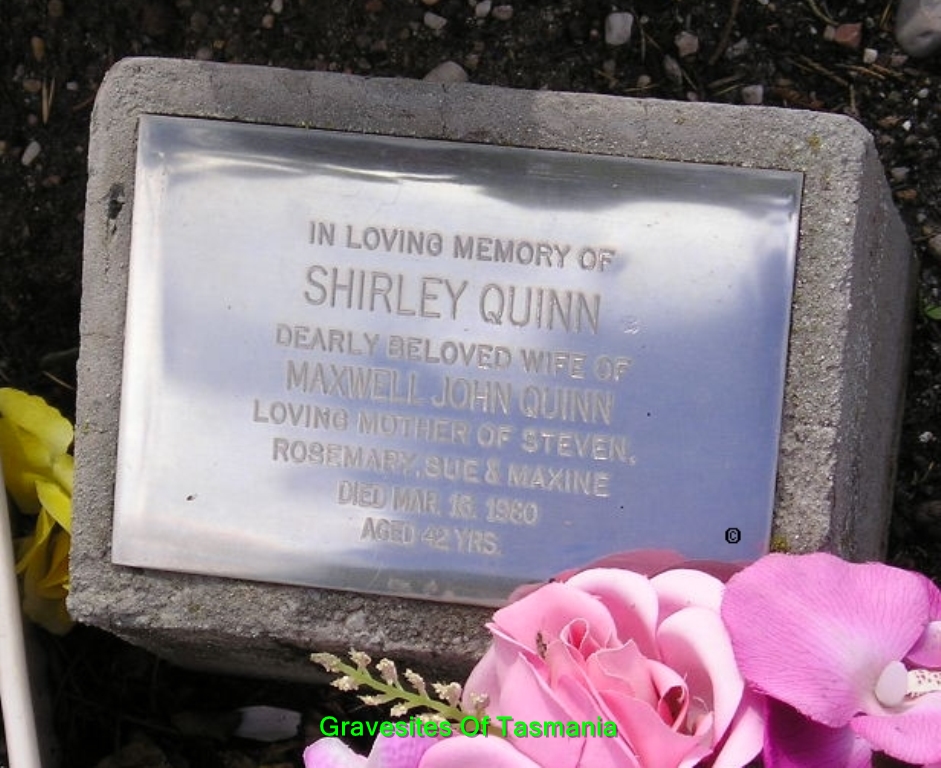 IN LOVING MEMORY OF
SHIRLEY QUINN
DEARLY BELOVED WIFE OF
MAXWELL JOHN QUINN
LOVING MOTHER OF STEVEN,
ROSEMARY, SUE & MAXINE
DIED MAR. 16. 1980
AGED 42 YRS.
©
Gravesites Of Tasmania